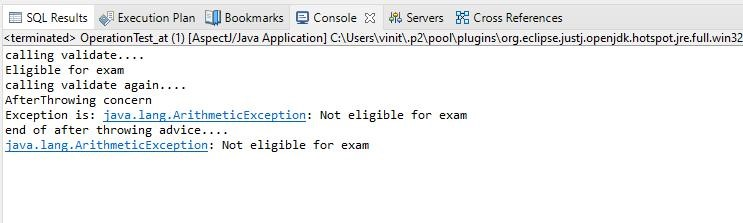 SQL Results Execution Plan Bookmarks Console Servers Cross References
<terminated> OperationTest_at (1) [AspectJ/Java Application] C:\Users\vinit\.p2\pool\plugins\org.eclipse.justj.openjdk.hotspot.jre.full.win32
calling validate....
Eligible for exam
calling validate again....
AfterThrowing concern
Exception is: java.lang.ArithmeticException: Not eligible for exam
end of after throwing advice....
java.lang.ArithmeticException: Not eligible for exam